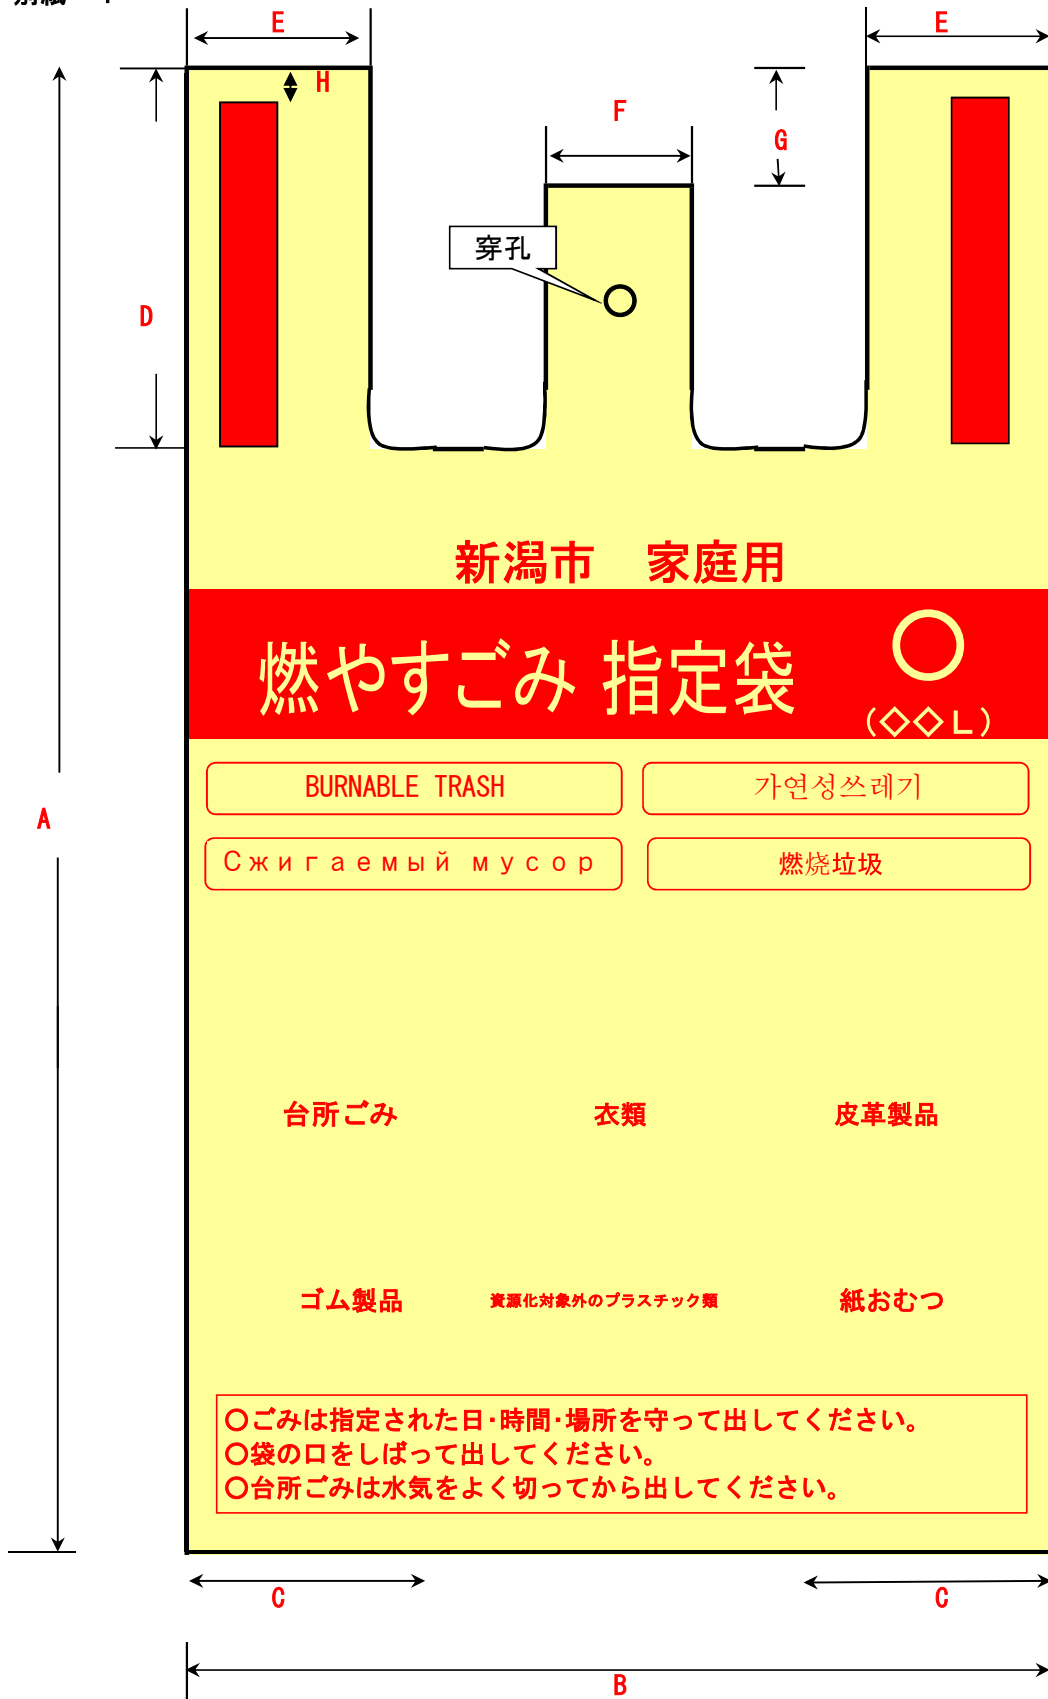 E
E
H
F
G
穿孔
D
新潟市 家庭用
燃やすごみ 指定袋
○
(◇◇L)
BURNABLE TRASH
가연성쓰레기
A
Сжигаемый мусор
燃烧垃圾
台所ごみ
衣類
皮革製品
ゴム製品
資源化対象外のプラスチック類
紙おむつ
○ごみは指定された日・時間・場所を守って出してください。
○袋の口をしばって出してください。
○台所ごみは水気をよく切ってから出してください。
C
C
B